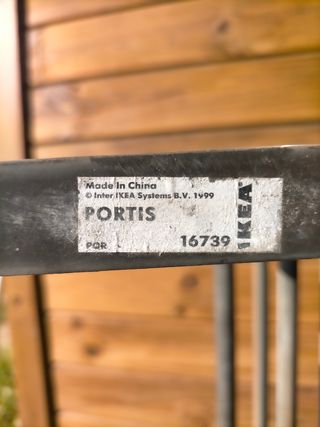 Made in China
© Inter IKEA Systems B.V. 1999
PORTIS
PQR 16739
IKEA